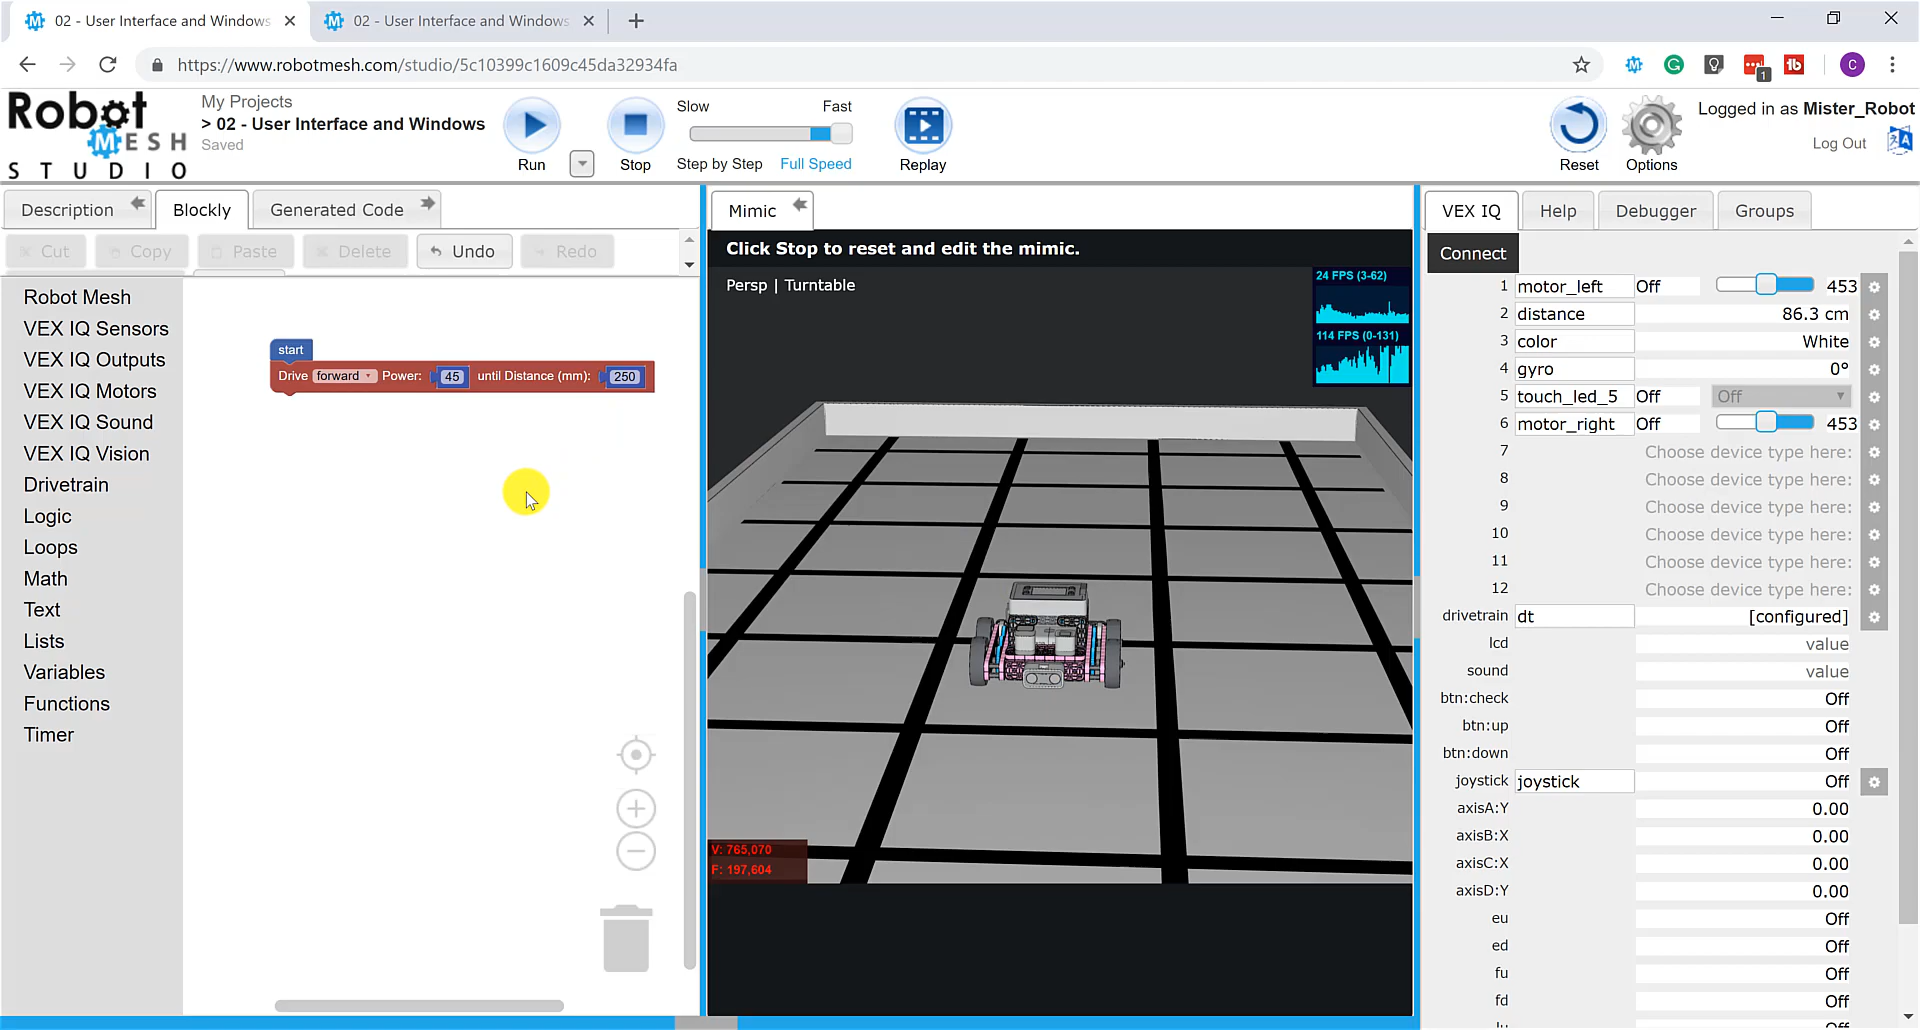 02 - User Interface and Windows
02 - User Interface and Windows
https://www.robotmesh.com/studio/5c10399c1609c45da32934fa
1
C
Robot
MESH
STUDIO
My Projects
> 02 - User Interface and Windows
Saved
Run
Stop
Slow Fast
Step by Step Full Speed
Replay
Reset
Options
Logged in as Mister_Robot
Log Out
Description
Blockly
Generated Code
Cut
Copy
Paste
Delete
Undo
Redo
Robot Mesh
VEX IQ Sensors
VEX IQ Outputs
VEX IQ Motors
VEX IQ Sound
VEX IQ Vision
Drivetrain
Logic
Loops
Math
Text
Lists
Variables
Functions
Timer
start
Drive forward Power: 45 until Distance (mm): 250
Mimic
Click Stop to reset and edit the mimic.
Persp | Turntable
24 FPS (3-62)
114 FPS (0-131)
V: 765,070
F: 197,604
VEX IQ
Help
Debugger
Groups
Connect
1 motor_left Off 453
2 distance 86.3 cm
3 color White
4 gyro 0°
5 touch_led_5 Off Off
6 motor_right Off 453
7 Choose device type here:
8 Choose device type here:
9 Choose device type here:
10 Choose device type here:
11 Choose device type here:
12 Choose device type here:
drivetrain dt [configured]
lcd value
sound value
btn:check Off
btn:up Off
btn:down Off
joystick joystick Off
axisA:Y 0.00
axisB:X 0.00
axisC:X 0.00
axisD:Y 0.00
eu Off
ed Off
fu Off
fd Off